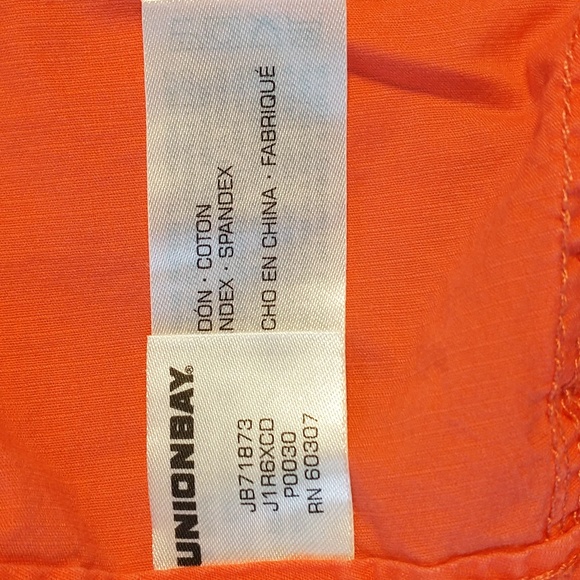 UNIONBAY®
JB71873
J1R6XCD
P0030
RN 60307
DÓN · COTON
NDEX · SPANDEX
CHO EN CHINA · FABRIQUÉ